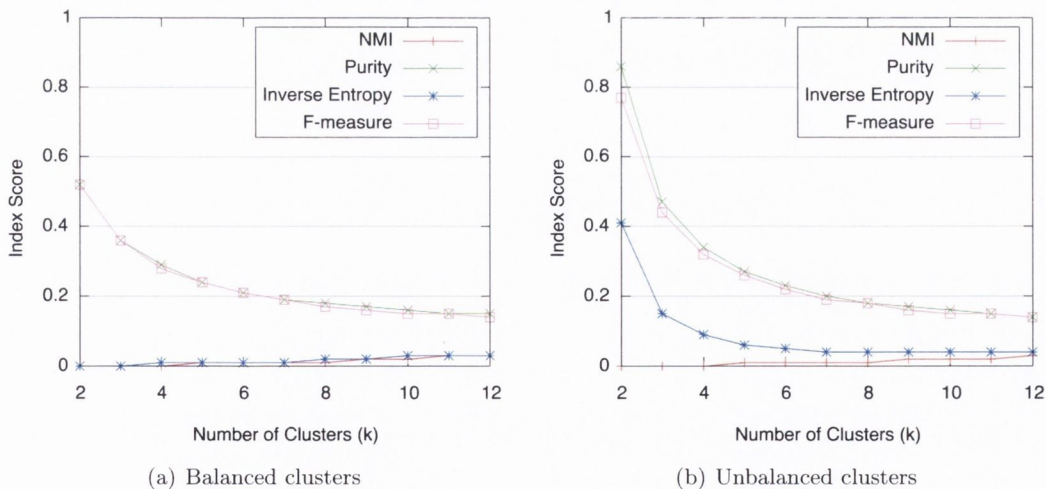 1
0.8
0.6
0.4
0.2
0
2
4
6
8
10
12
Index Score
Number of Clusters (k)
NMI
Purity
Inverse Entropy
F-measure
(a) Balanced clusters
1
0.8
0.6
0.4
0.2
0
2
4
6
8
10
12
Index Score
Number of Clusters (k)
NMI
Purity
Inverse Entropy
F-measure
(b) Unbalanced clusters